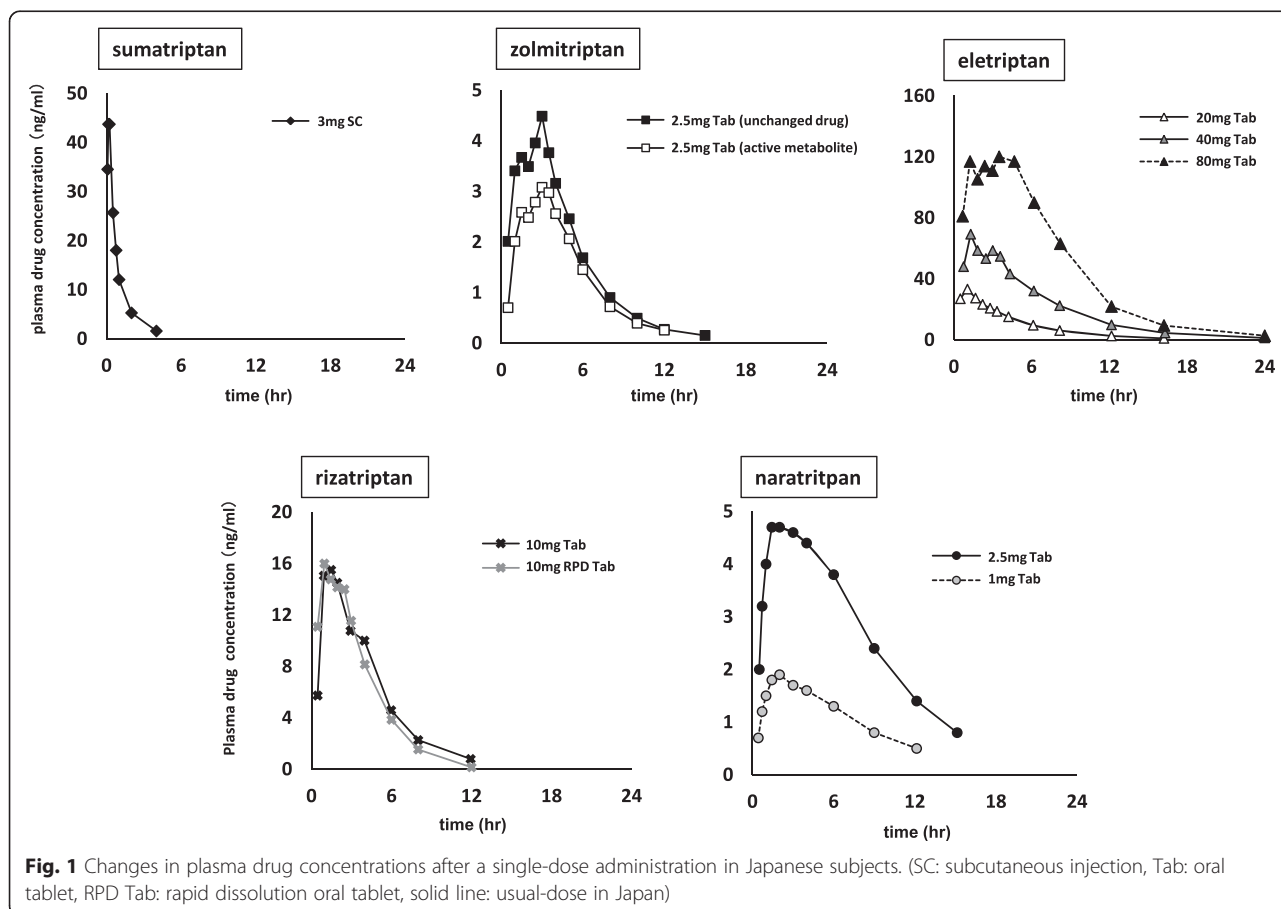 sumatriptan
plasma drug concentration (ng/ml)
50
40
30
20
10
0
0 6 12 18 24
time (hr)
3mg SC
zolmitriptan
5
4
3
2
1
0
0 6 12 18 24
time (hr)
2.5mg Tab (unchanged drug)
2.5mg Tab (active metabolite)
eletriptan
160
120
80
40
0
0 6 12 18 24
time (hr)
20mg Tab
40mg Tab
80mg Tab
rizatriptan
Plasma drug concentration (ng/ml)
20
16
12
8
4
0
0 6 12 18 24
time (hr)
10mg Tab
10mg RPD Tab
naratritpan
5
4
3
2
1
0
0 6 12 18 24
time (hr)
2.5mg Tab
1mg Tab
Fig. 1 Changes in plasma drug concentrations after a single-dose administration in Japanese subjects. (SC: subcutaneous injection, Tab: oral
tablet, RPD Tab: rapid dissolution oral tablet, solid line: usual-dose in Japan)